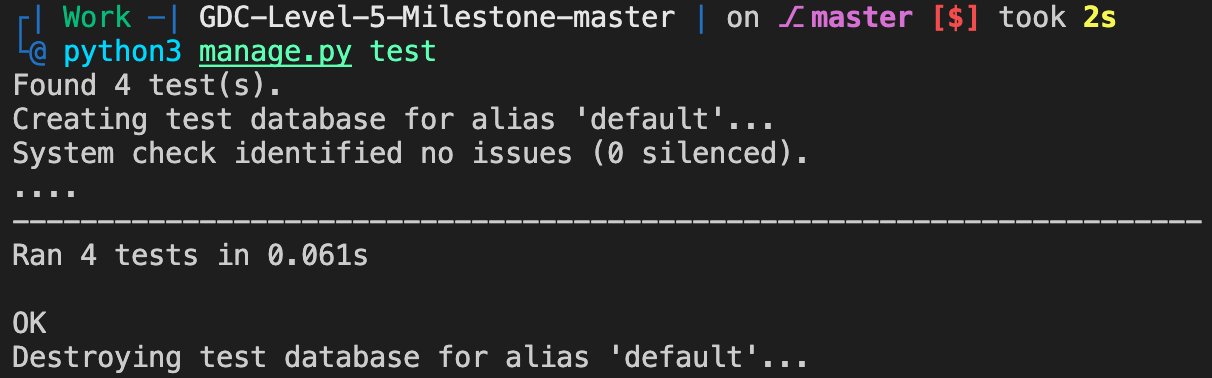 ┌| Work —| GDC-Level-5-Milestone-master | on ⎇ master [$] took 2s
└@ python3 manage.py test
Found 4 test(s).
Creating test database for alias 'default'...
System check identified no issues (0 silenced).
....
----------------------------------------------------------------------
Ran 4 tests in 0.061s

OK
Destroying test database for alias 'default'...